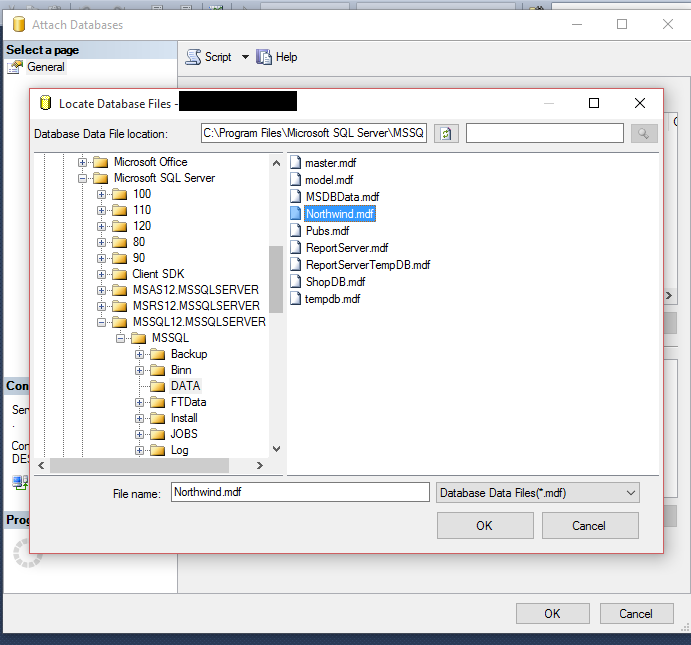 Attach Databases
Select a page
General
Script
Help
Locate Database Files -
Database Data File location:
C:\Program Files\Microsoft SQL Server\MSSQ
Microsoft Office
Microsoft SQL Server
100
110
120
80
90
Client SDK
MSAS12.MSSQLSERVER
MSRS12.MSSQLSERVER
MSSQL12.MSSQLSERVER
MSSQL
Backup
Binn
DATA
FTData
Install
JOBS
Log
master.mdf
model.mdf
MSDBData.mdf
Northwind.mdf
Pubs.mdf
ReportServer.mdf
ReportServerTempDB.mdf
ShopDB.mdf
tempdb.mdf
File name:
Northwind.mdf
Database Data Files(*.mdf)
OK
Cancel
Con
Ser
Con
DES
Prog
OK
Cancel